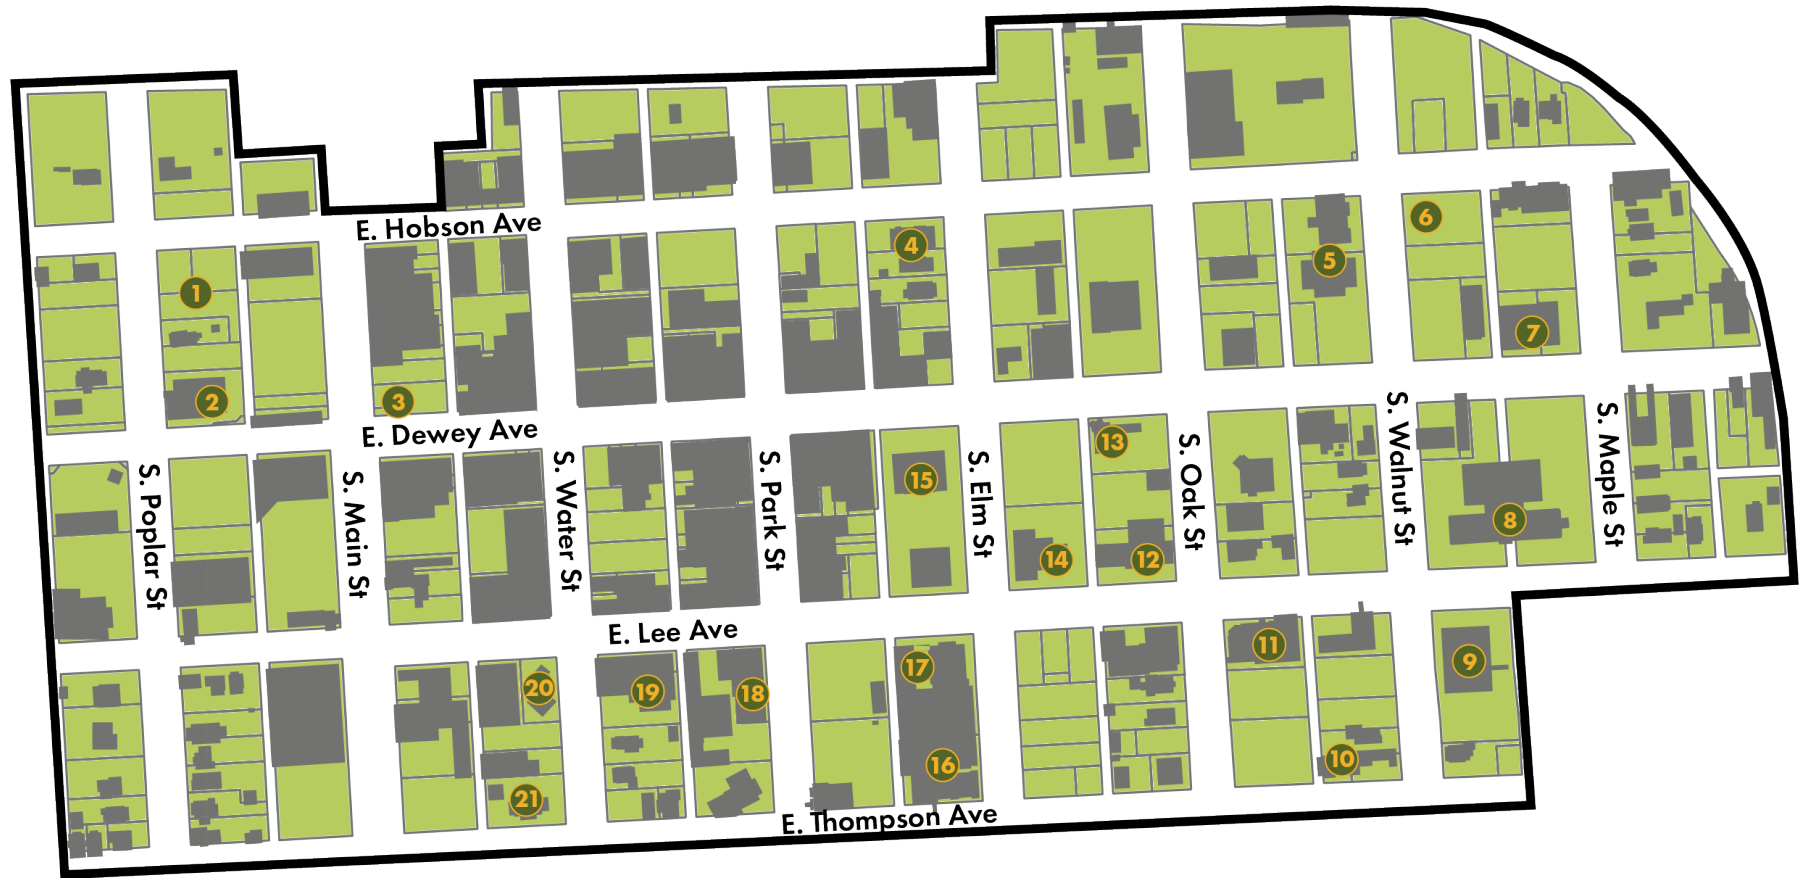 E. Hobson Ave
6
4
5
1
7
2
3
E. Dewey Ave
13
S. Poplar St
S. Main St
S. Water St
S. Park St
15
S. Elm St
S. Oak St
S. Walnut St
S. Maple St
8
14
12
E. Lee Ave
11
9
17
20
19
18
10
16
21
E. Thompson Ave